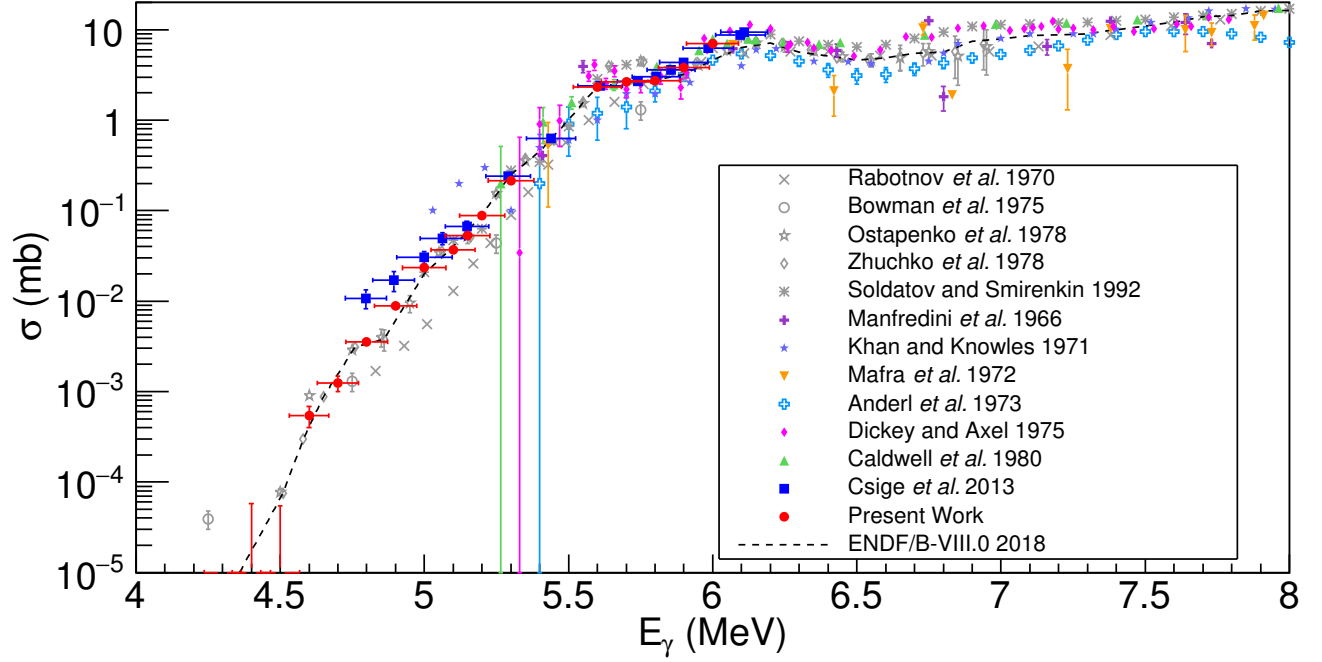 σ (mb)
10
1
10⁻¹
10⁻²
10⁻³
10⁻⁴
10⁻⁵
Rabotnov et al. 1970
Bowman et al. 1975
Ostapenko et al. 1978
Zhuchko et al. 1978
Soldatov and Smirenkin 1992
Manfredini et al. 1966
Khan and Knowles 1971
Mafra et al. 1972
Anderl et al. 1973
Dickey and Axel 1975
Caldwell et al. 1980
Csige et al. 2013
Present Work
ENDF/B-VIII.0 2018
4 4.5 5 5.5 6 6.5 7 7.5 8
E_γ (MeV)